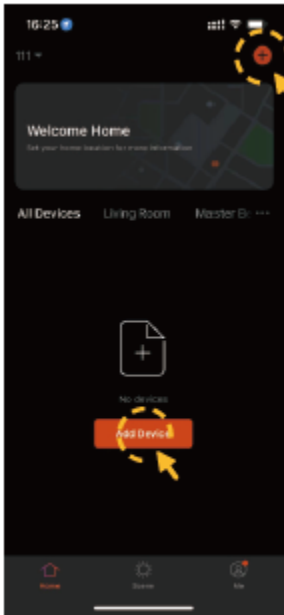 16:25
111
Welcome Home
Set your home location for more information
All Devices Living Room Master Be ...
No devices
Add Device
Home Scene Me